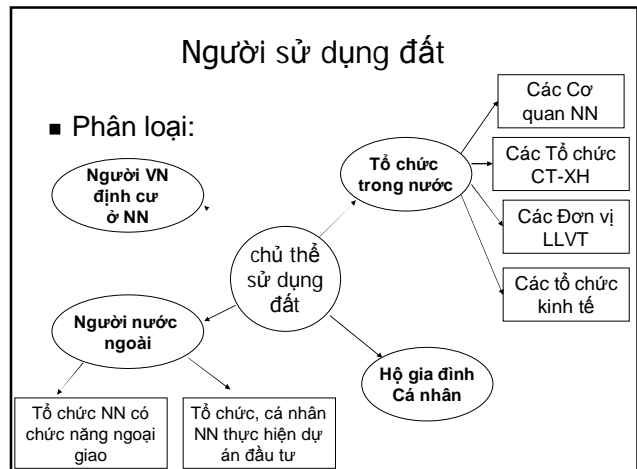 Người sử dụng đất
■ Phân loại:
Người VN
định cư
ở NN
Tổ chức
trong nước
Các Cơ
quan NN
Các Tổ chức
CT-XH
Các Đơn vị
LLVT
Các tổ chức
kinh tế
chủ thể
sử dụng
đất
Người nước
ngoài
Hộ gia đình
Cá nhân
Tổ chức NN có
chức năng ngoại
giao
Tổ chức, cá nhân
NN thực hiện dự
án đầu tư